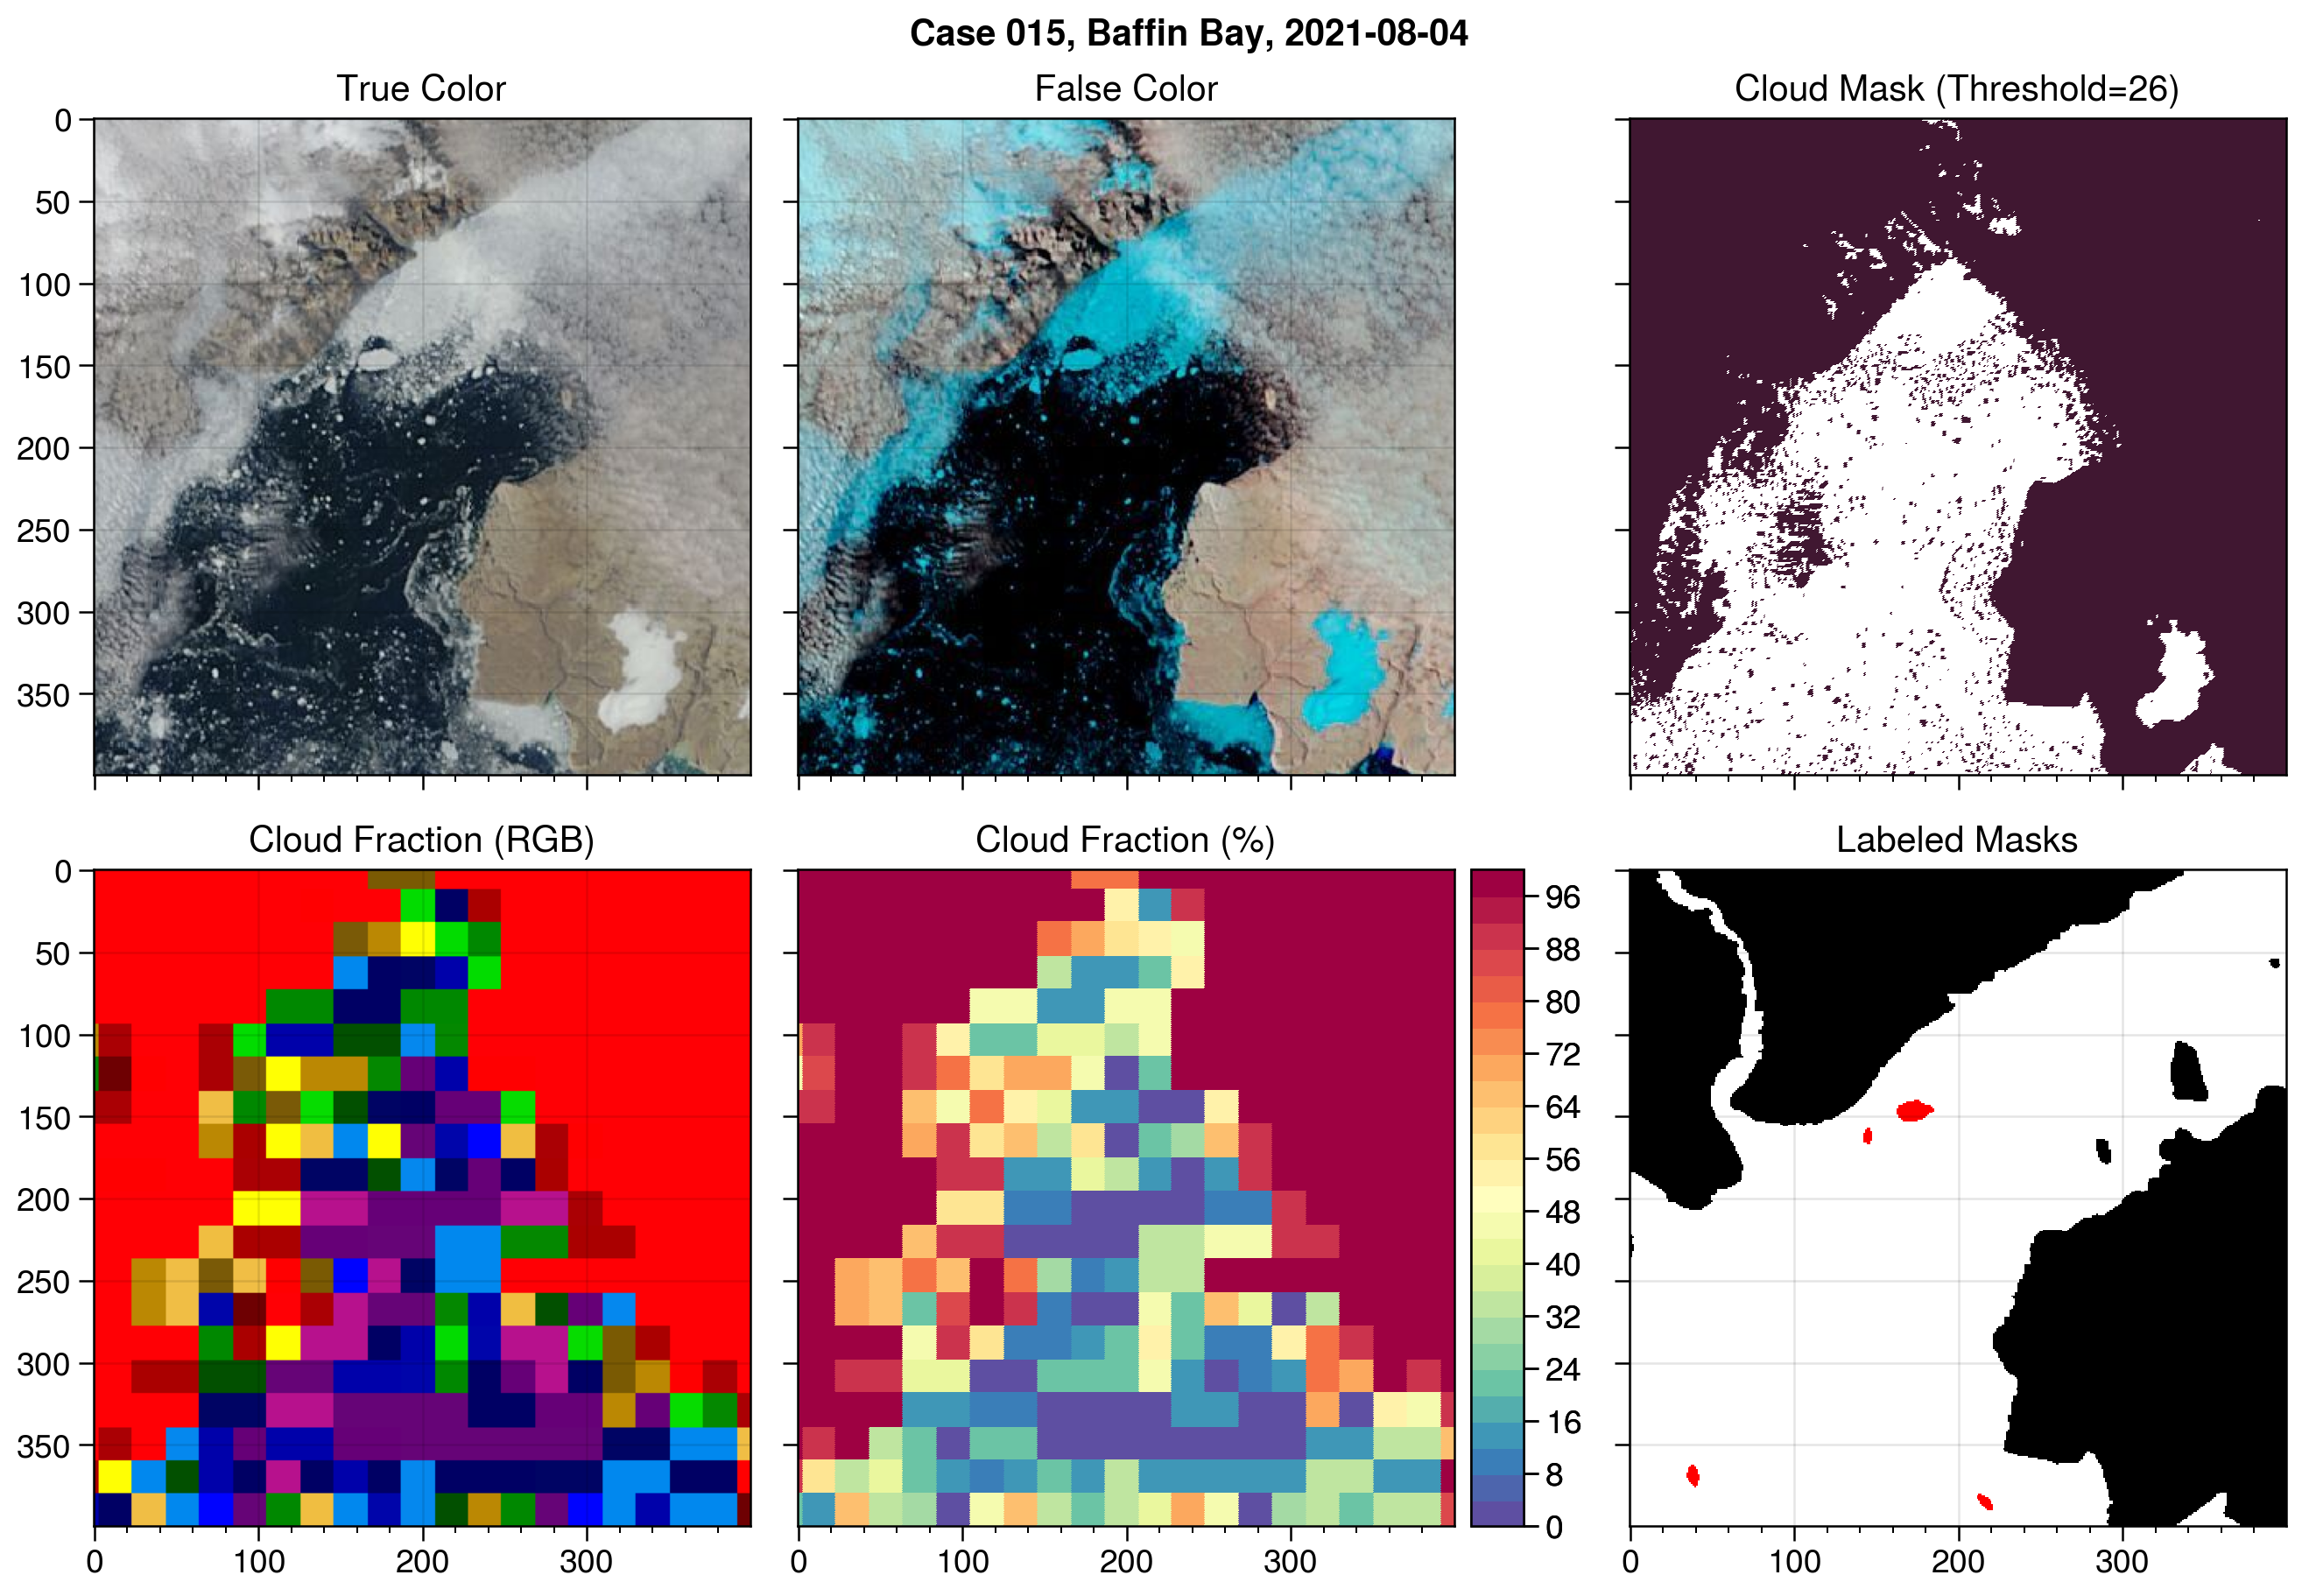 Case 015, Baffin Bay, 2021-08-04
True Color
False Color
Cloud Mask (Threshold=26)
0
50
100
150
200
250
300
350
Cloud Fraction (RGB)
Cloud Fraction (%)
Labeled Masks
0
50
100
150
200
250
300
350
96
88
80
72
64
56
48
40
32
24
16
8
0
0 100 200 300
0 100 200 300
0 100 200 300